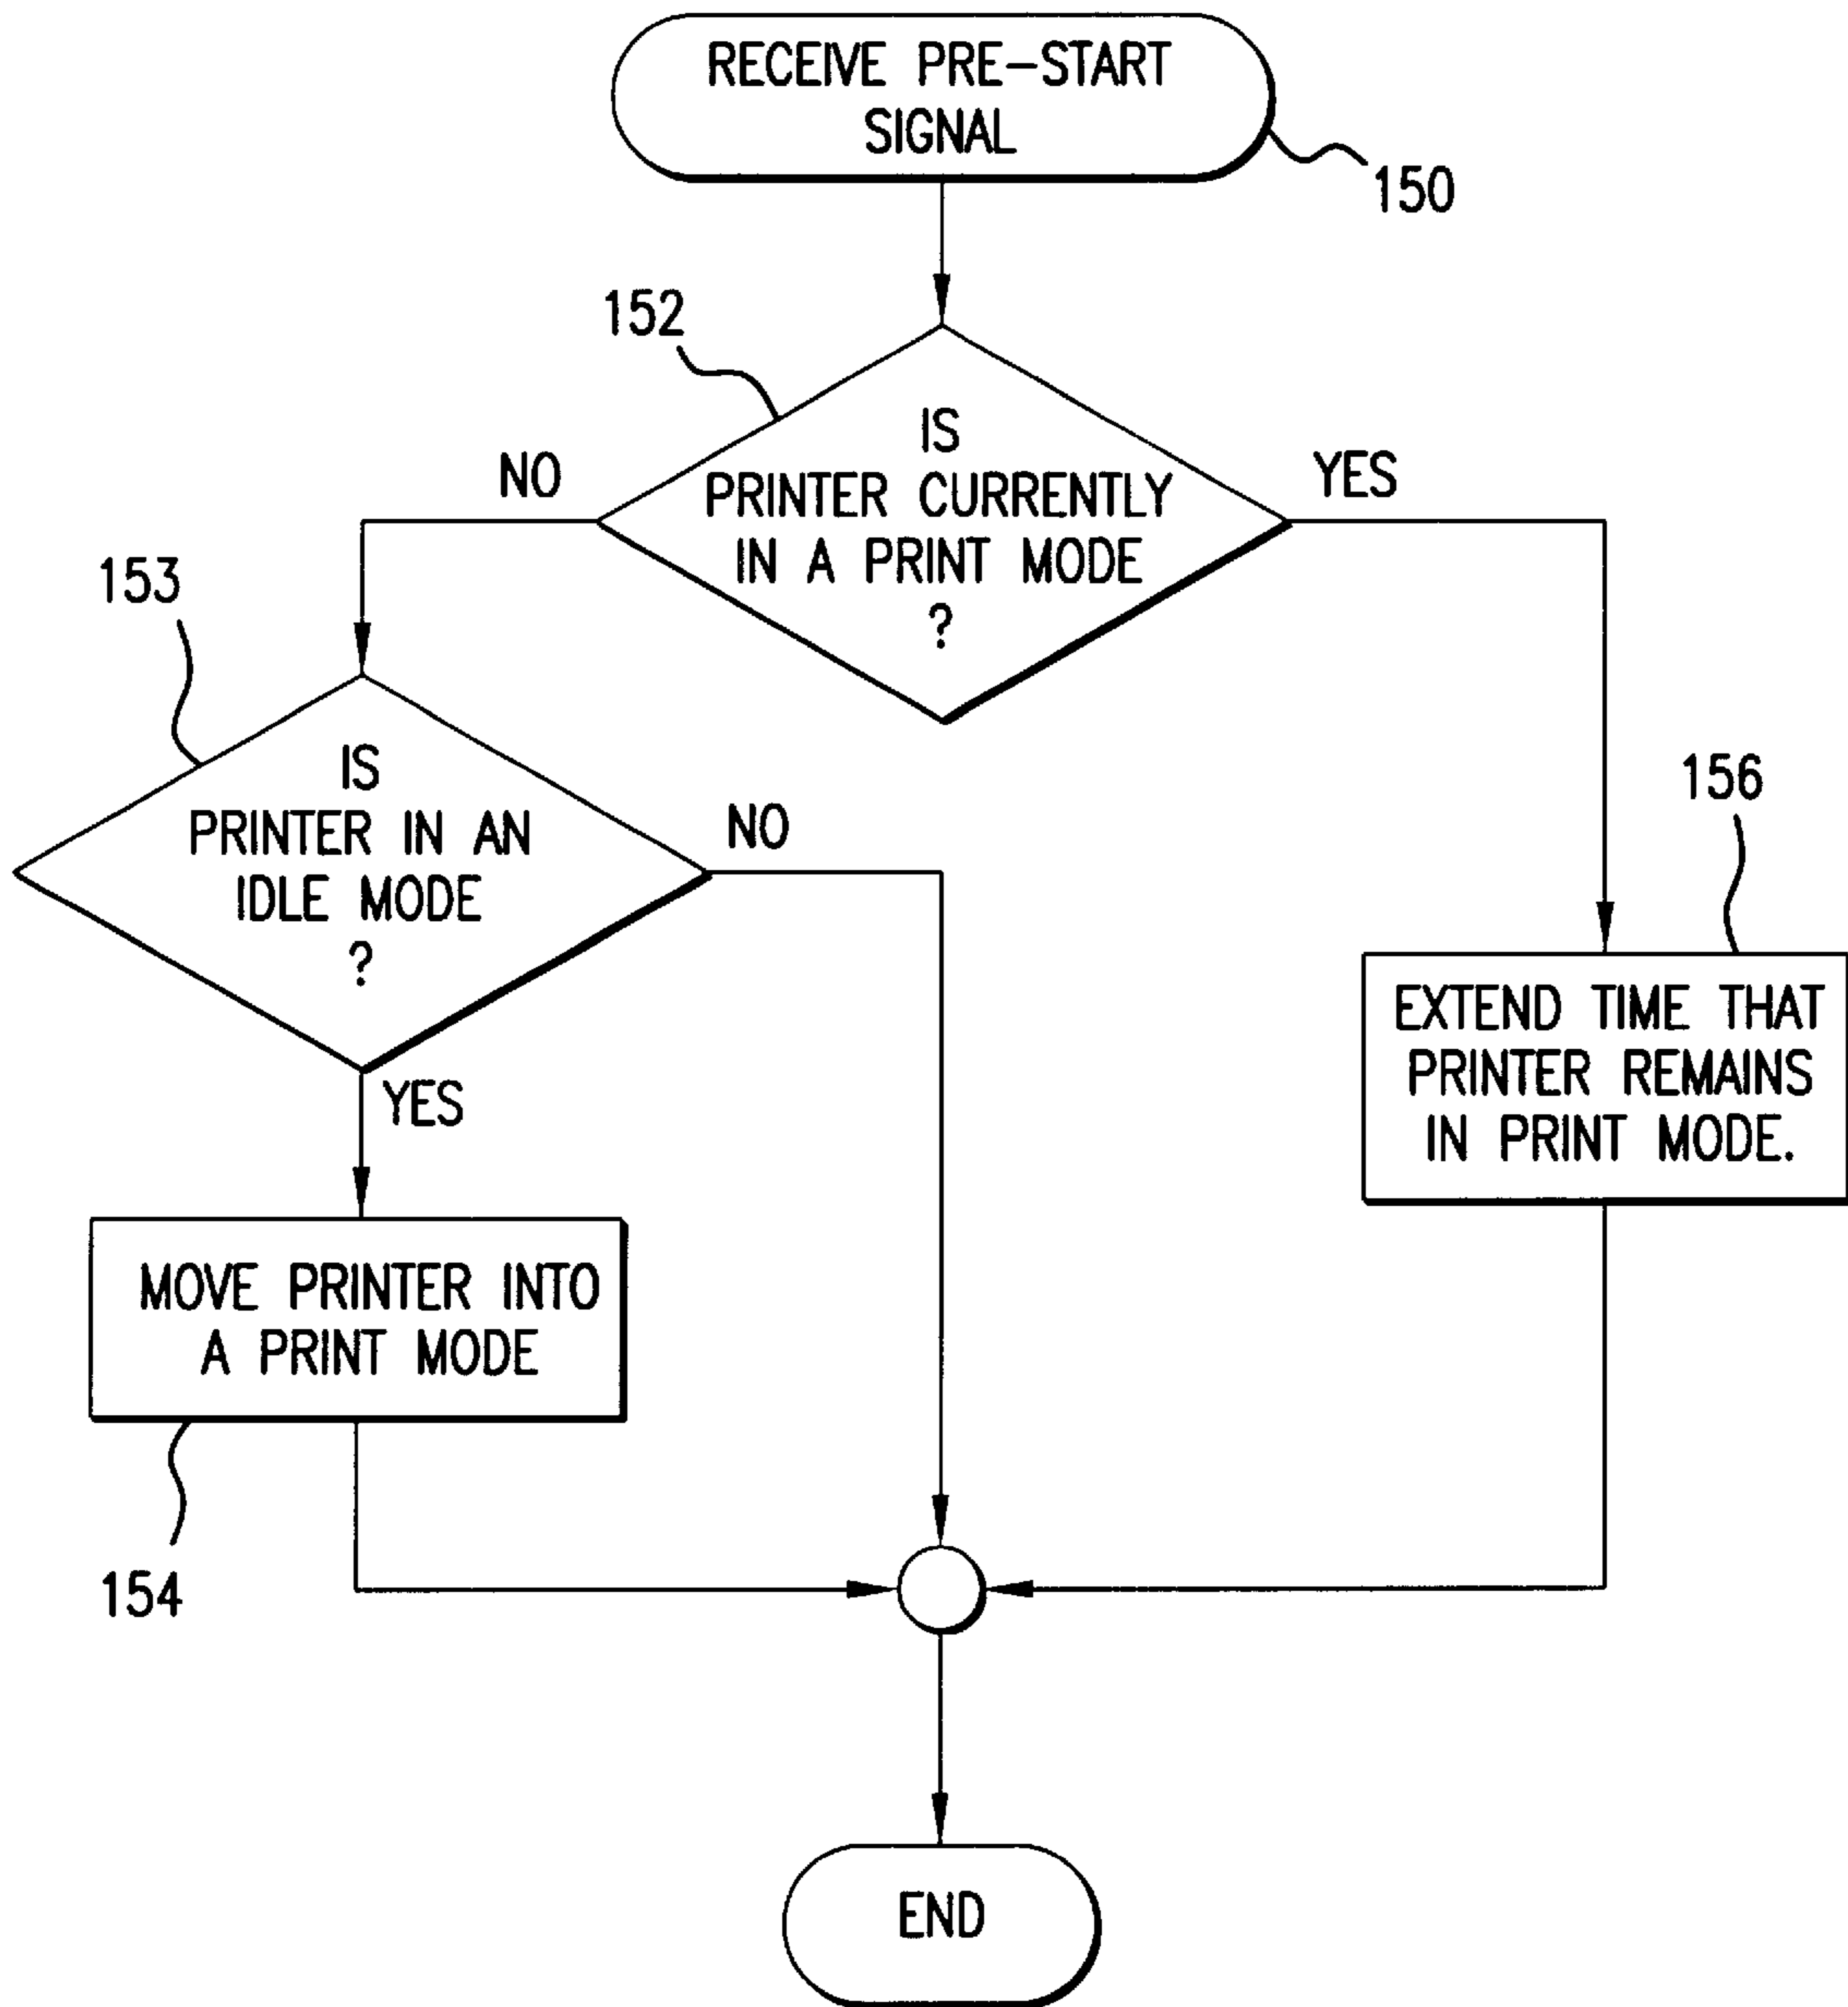 RECEIVE PRE-START
SIGNAL
150
152
IS
PRINTER CURRENTLY
IN A PRINT MODE
?
NO
YES
153
IS
PRINTER IN AN
IDLE MODE
?
NO
YES
156
EXTEND TIME THAT
PRINTER REMAINS
IN PRINT MODE.
MOVE PRINTER INTO
A PRINT MODE
154
END